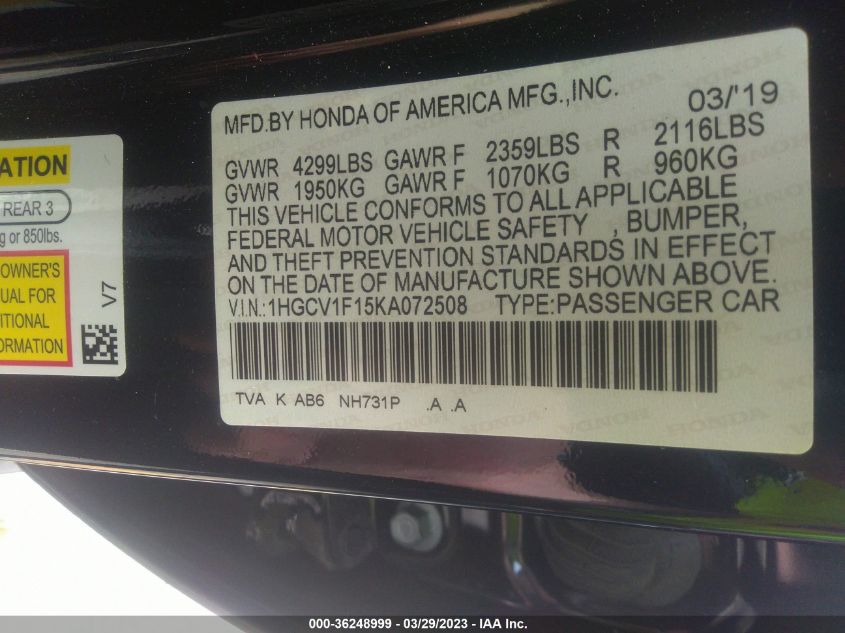 ATION
REAR 3
g or 850lbs.
OWNER'S
UAL FOR
ITIONAL
FORMATION
V7
MFD.BY HONDA OF AMERICA MFG.,INC. 03/'19
GVWR 4299LBS GAWR F 2359LBS R 2116LBS
GVWR 1950KG GAWR F 1070KG R 960KG
THIS VEHICLE CONFORMS TO ALL APPLICABLE
FEDERAL MOTOR VEHICLE SAFETY , BUMPER,
AND THEFT PREVENTION STANDARDS IN EFFECT
ON THE DATE OF MANUFACTURE SHOWN ABOVE.
V.I.N.:1HGCV1F15KA072508 TYPE:PASSENGER CAR
TVA K AB6 NH731P .A .A
000-36248999 — 03/29/2023 — IAA Inc.